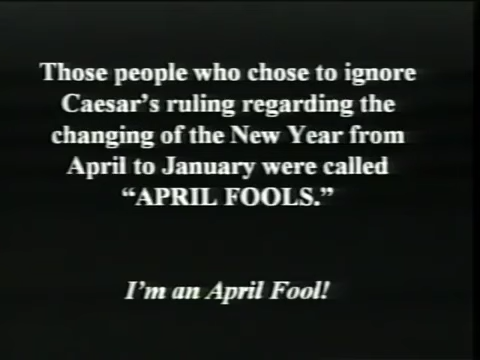 Those people who chose to ignore
Caesar’s ruling regarding the
changing of the New Year from
April to January were called
“APRIL FOOLS.”
I’m an April Fool!